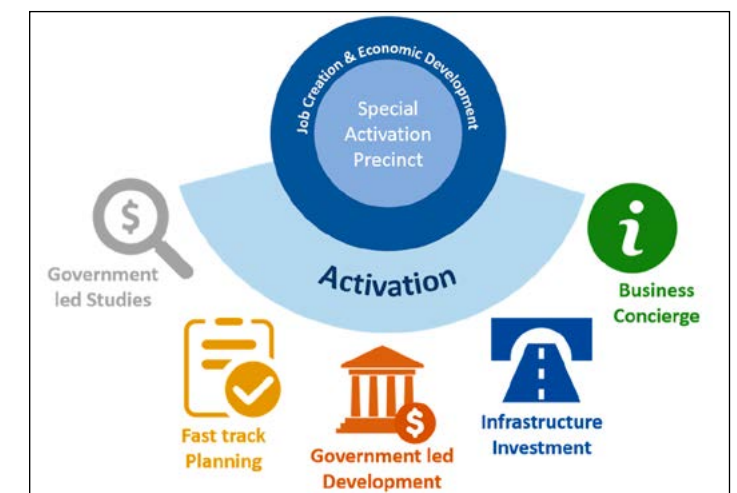 Job Creation & Economic Development
Special
Activation
Precinct
Activation
$
Government
led Studies
Fast track
Planning
$
Government led
Development
Infrastructure
Investment
i
Business
Concierge